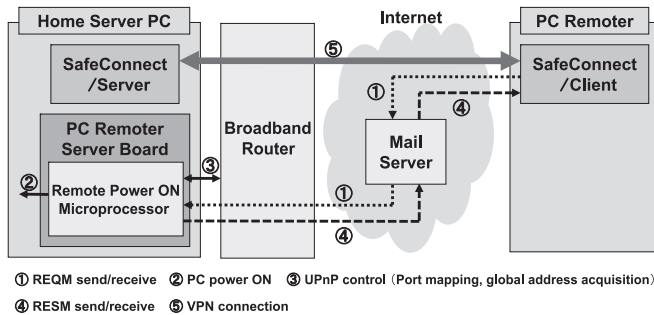 Home Server PC
Internet
PC Remoter
⑤
SafeConnect
/Server
SafeConnect
/Client
①
④
PC Remoter
Server Board
Broadband
Router
Mail
Server
②
③
Remote Power ON
Microprocessor
①
④
① REQM send/receive ② PC power ON ③ UPnP control (Port mapping, global address acquisition)
④ RESM send/receive ⑤ VPN connection